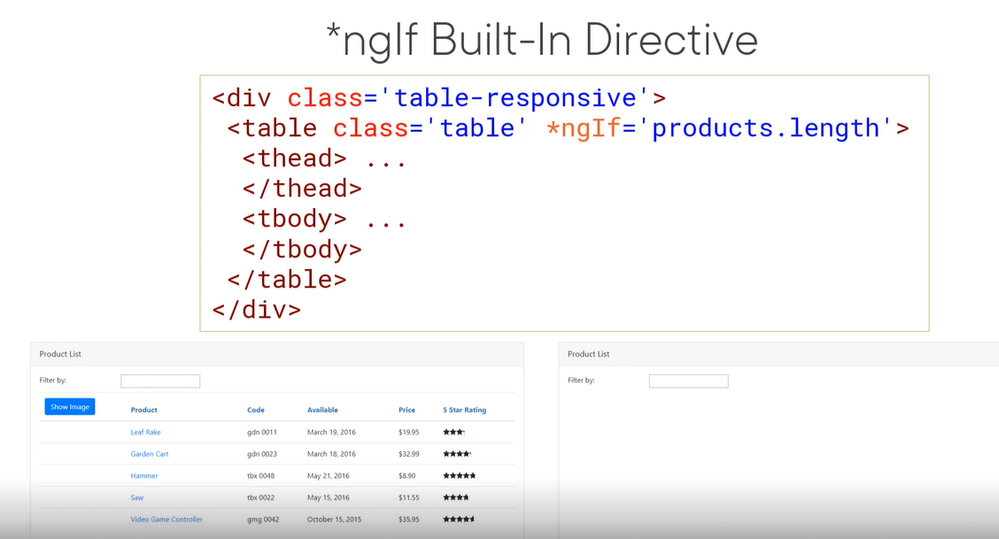 *ngIf Built-In Directive
<div class='table-responsive'>
<table class='table' *ngIf='products.length'>
<thead> ...
</thead>
<tbody> ...
</tbody>
</table>
</div>
Product List
Filter by:
Show Image Product Code Available Price 5 Star Rating
Leaf Rake gdn 0011 March 19, 2016 $19.95
Garden Cart gdn 0023 March 18, 2016 $32.99
Hammer tbx 0048 May 21, 2016 $8.90
Saw tbx 0022 May 15, 2016 $11.55
Video Game Controller gmg 0042 October 15, 2015 $35.95
Product List
Filter by: